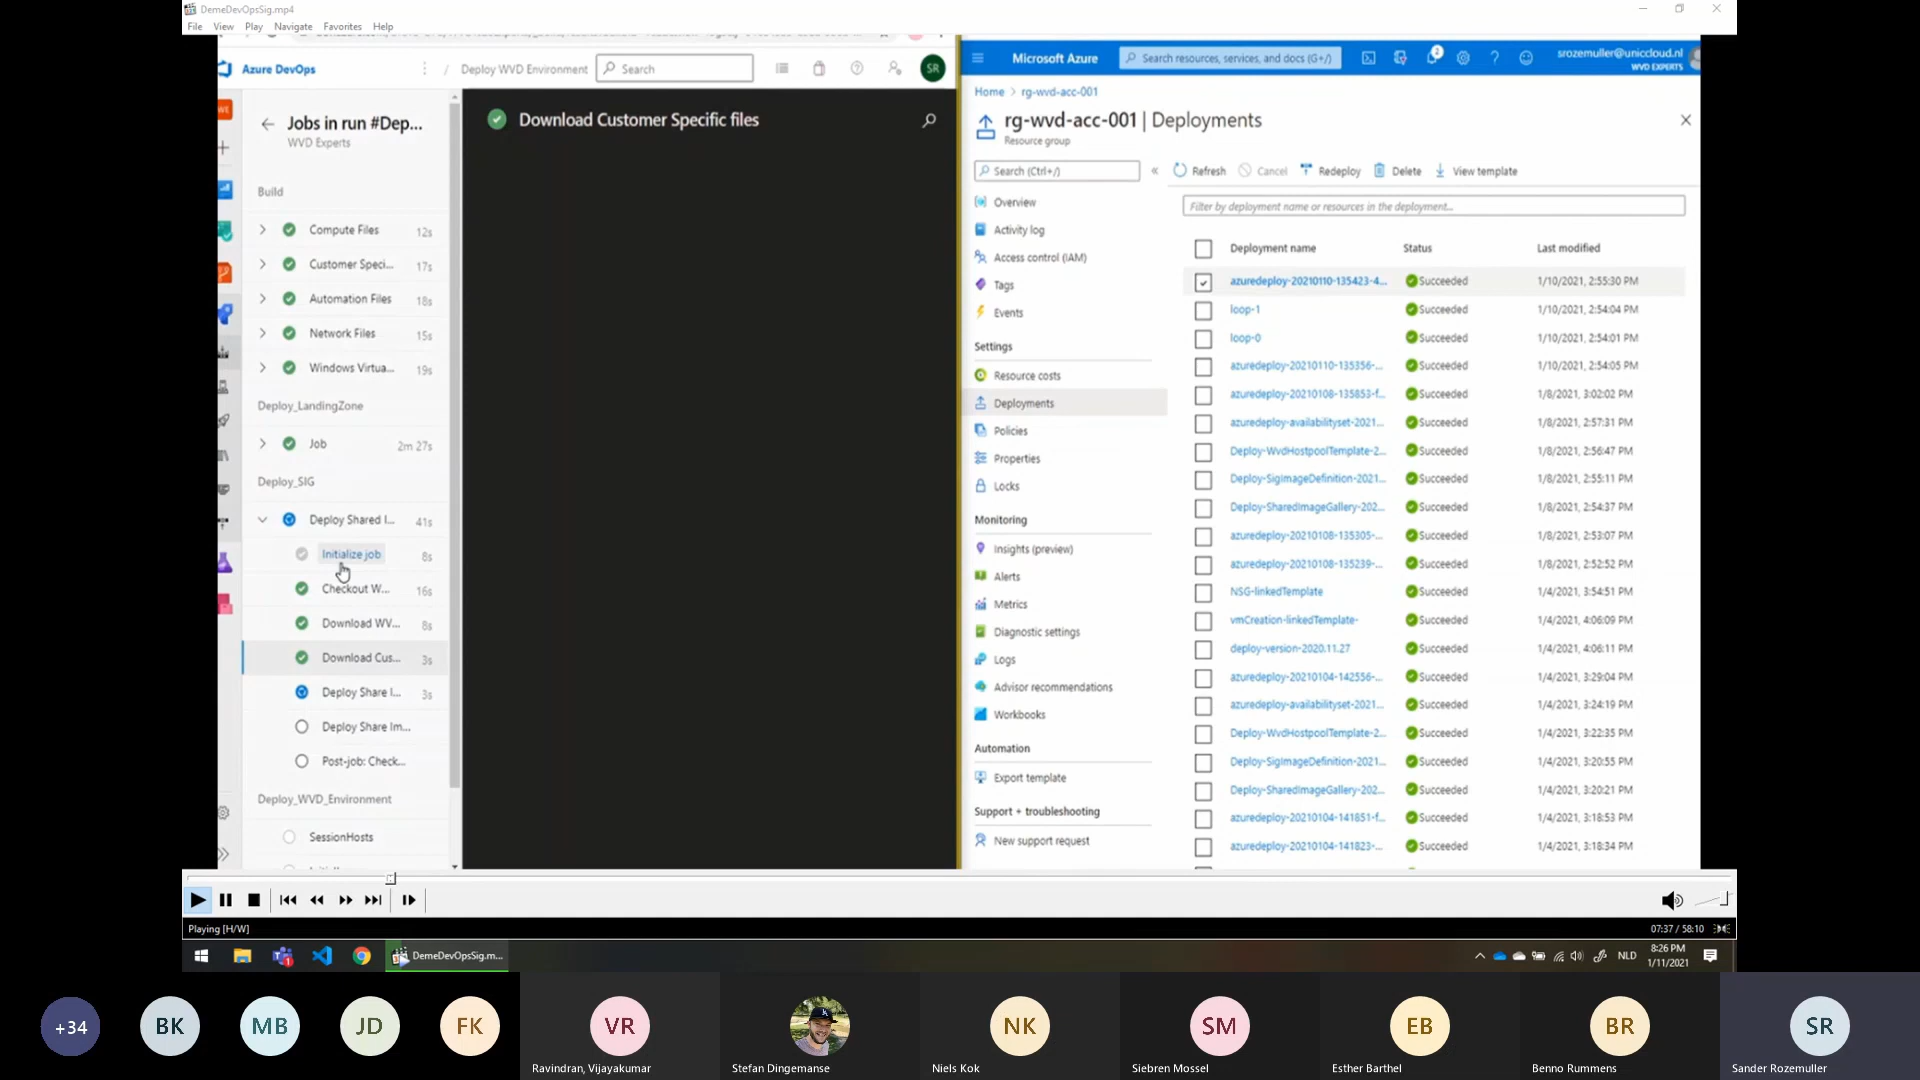 DemeDevOpsSig.mp4
File View Play Navigate Favorites Help
Azure DevOps
/ Deploy WVD Environment
Search
SR
Jobs in run #Dep...
WVD Experts
Build
Compute Files 12s
Customer Speci... 17s
Automation Files 18s
Network Files 15s
Windows Virtua... 19s
Deploy_LandingZone
Job 2m 27s
Deploy_SIG
Deploy Shared I... 41s
Initialize job 8s
Checkout W... 16s
Download WV... 8s
Download Cus... 3s
Deploy Share I... 3s
Deploy Share Im...
Post-job: Check...
Deploy_WVD_Environment
SessionHosts
Download Customer Specific files
Microsoft Azure
Search resources, services, and docs (G+/)
2
srozemuller@uniccloud.nl
WVD EXPERTS
Home > rg-wvd-acc-001
rg-wvd-acc-001 | Deployments
Resource group
Search (Ctrl+/)
«
Refresh Cancel Redeploy Delete View template
Overview
Activity log
Access control (IAM)
Tags
Events
Settings
Resource costs
Deployments
Policies
Properties
Locks
Monitoring
Insights (preview)
Alerts
Metrics
Diagnostic settings
Logs
Advisor recommendations
Workbooks
Automation
Export template
Support + troubleshooting
New support request
Filter by deployment name or resources in the deployment...
Deployment name Status Last modified
azuredeploy-20210110-135423-4... Succeeded 1/10/2021, 2:55:30 PM
loop-1 Succeeded 1/10/2021, 2:54:04 PM
loop-0 Succeeded 1/10/2021, 2:54:01 PM
azuredeploy-20210110-135356-... Succeeded 1/10/2021, 2:54:05 PM
azuredeploy-20210108-135853-f... Succeeded 1/8/2021, 3:02:02 PM
azuredeploy-availabilityset-2021... Succeeded 1/8/2021, 2:57:31 PM
Deploy-WvdHostpoolTemplate-2... Succeeded 1/8/2021, 2:56:47 PM
Deploy-SigImageDefinition-2021... Succeeded 1/8/2021, 2:55:11 PM
Deploy-SharedImageGallery-202... Succeeded 1/8/2021, 2:54:37 PM
azuredeploy-20210108-135305-... Succeeded 1/8/2021, 2:53:07 PM
azuredeploy-20210108-135239-... Succeeded 1/8/2021, 2:52:52 PM
NSG-linkedTemplate Succeeded 1/4/2021, 3:54:51 PM
vmCreation-linkedTemplate- Succeeded 1/4/2021, 4:06:09 PM
deploy-version-2020.11.27 Succeeded 1/4/2021, 4:06:11 PM
azuredeploy-20210104-142556-... Succeeded 1/4/2021, 3:29:04 PM
azuredeploy-availabilityset-2021... Succeeded 1/4/2021, 3:24:19 PM
Deploy-WvdHostpoolTemplate-2... Succeeded 1/4/2021, 3:22:35 PM
Deploy-SigImageDefinition-2021... Succeeded 1/4/2021, 3:20:55 PM
Deploy-SharedImageGallery-202... Succeeded 1/4/2021, 3:20:21 PM
azuredeploy-20210104-141851-f... Succeeded 1/4/2021, 3:18:53 PM
azuredeploy-20210104-141823-... Succeeded 1/4/2021, 3:18:34 PM
Playing [H/W]
07:37 / 58:10
DemeDevOpsSig.m...
NLD
8:26 PM
1/11/2021
+34
BK
MB
JD
FK
VR
Ravindran, Vijayakumar
Stefan Dingemanse
NK
Niels Kok
SM
Siebren Mossel
EB
Esther Barthel
BR
Benno Rummens
SR
Sander Rozemuller